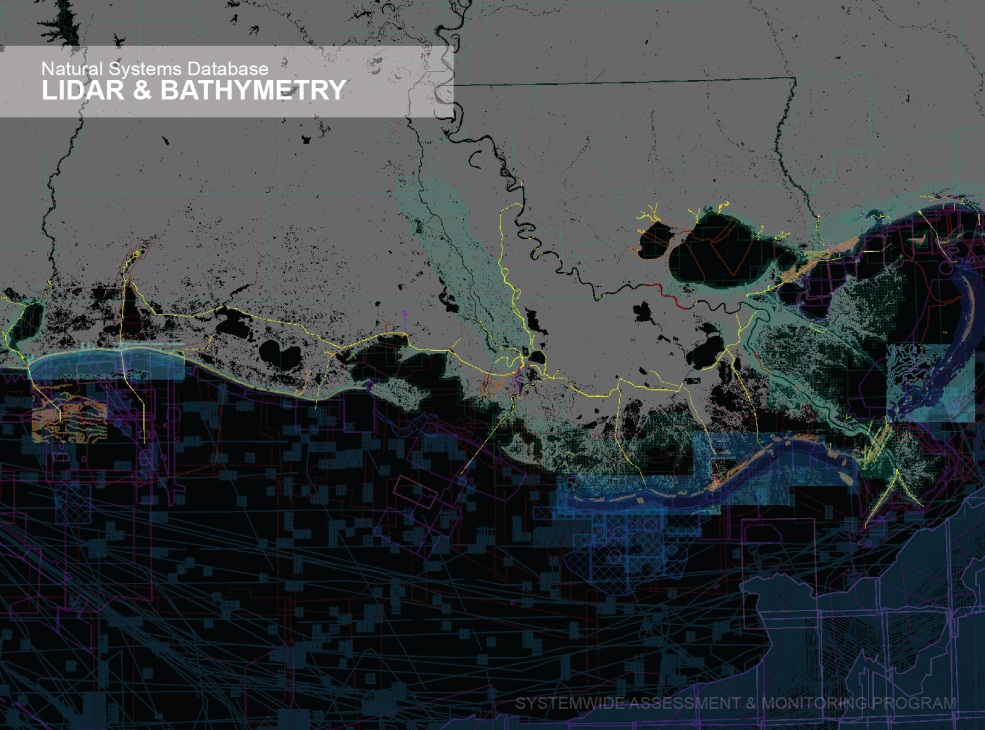 Natural Systems Database
LIDAR & BATHYMETRY
SYSTEMWIDE ASSESSMENT & MONITORING PROGRAM